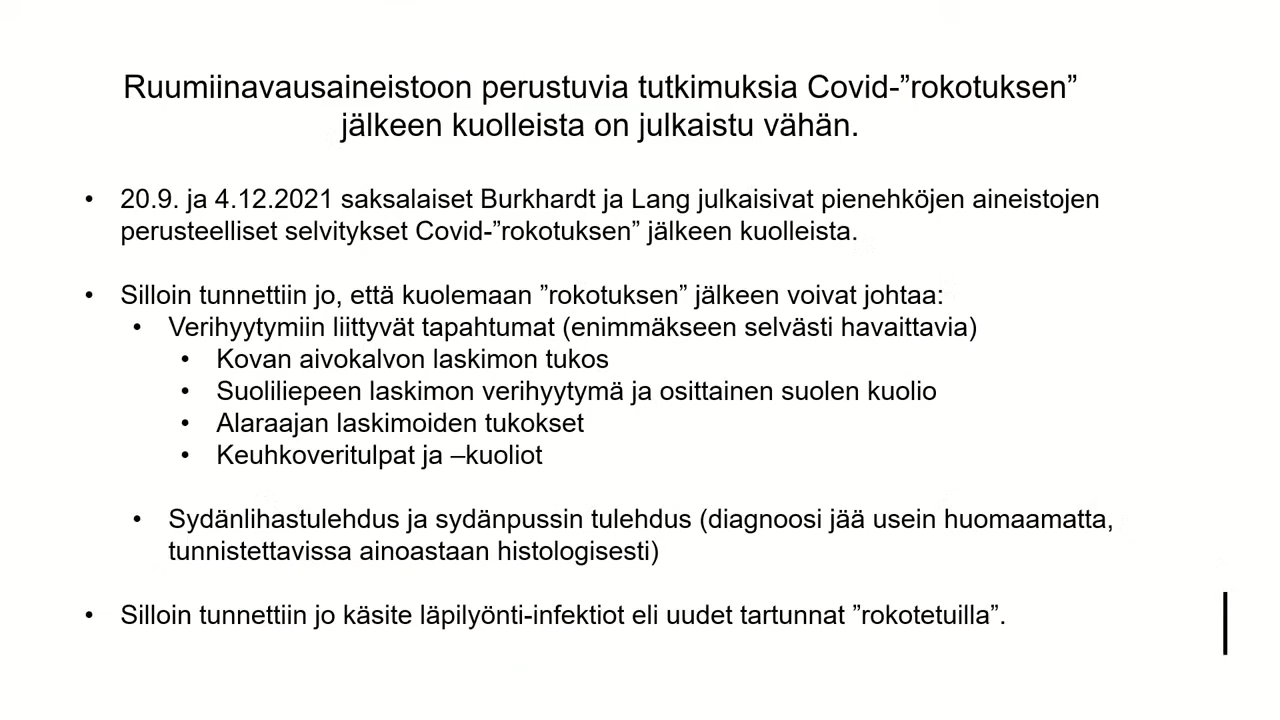 Ruumiinavausaineistoon perustuvia tutkimuksia Covid-”rokotuksen”
jälkeen kuolleista on julkaistu vähän.
• 20.9. ja 4.12.2021 saksalaiset Burkhardt ja Lang julkaisivat pienehköjen aineistojen
perusteelliset selvitykset Covid-”rokotuksen” jälkeen kuolleista.
• Silloin tunnettiin jo, että kuolemaan ”rokotuksen” jälkeen voivat johtaa:
• Verihyytymiin liittyvät tapahtumat (enimmäkseen selvästi havaittavia)
• Kovan aivokalvon laskimon tukos
• Suoliliepeen laskimon verihyytymä ja osittainen suolen kuolio
• Alaraajan laskimoiden tukokset
• Keuhkoveritulpat ja –kuoliot
• Sydänlihastulehdus ja sydänpussin tulehdus (diagnoosi jää usein huomaamatta,
tunnistettavissa ainoastaan histologisesti)
• Silloin tunnettiin jo käsite läpilyönti-infektiot eli uudet tartunnat ”rokotetuilla”.